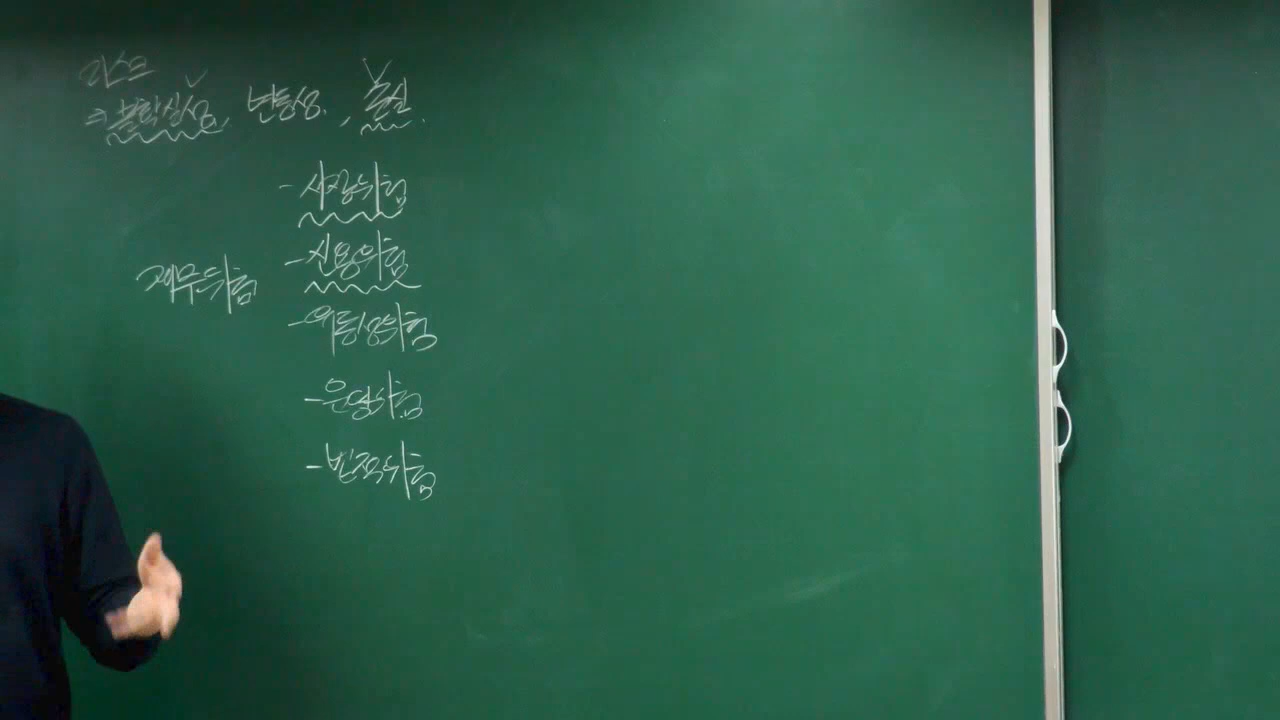 리스크
⇒ 불확실성, 변동성, 손실.
- 시장위험
- 신용위험
재무위험
- 유동성위험
- 운영위험
- 법적위험